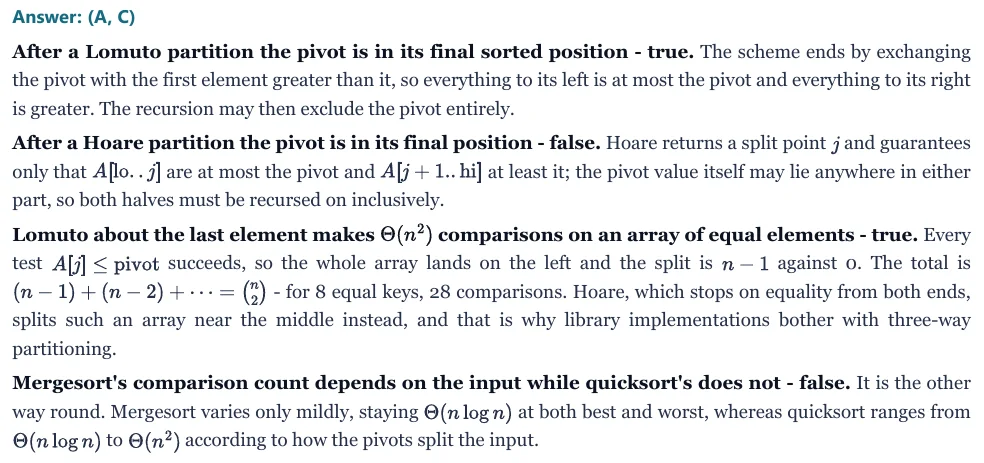 Answer: (A, C)
After a Lomuto partition the pivot is in its final sorted position - true. The scheme ends by exchanging
the pivot with the first element greater than it, so everything to its left is at most the pivot and everything to its right
is greater. The recursion may then exclude the pivot entirely.
After a Hoare partition the pivot is in its final position - false. Hoare returns a split point j and guarantees
only that A[lo. . j] are at most the pivot and A[j + 1.. hi] at least it; the pivot value itself may lie anywhere in either
part, so both halves must be recursed on inclusively.
Lomuto about the last element makes Θ(n²) comparisons on an array of equal elements - true. Every
test A[j] ≤ pivot succeeds, so the whole array lands on the left and the split is n − 1 against 0. The total is
(n − 1) + (n − 2) + ··· = (n 2) - for 8 equal keys, 28 comparisons. Hoare, which stops on equality from both ends,
splits such an array near the middle instead, and that is why library implementations bother with three-way
partitioning.
Mergesort's comparison count depends on the input while quicksort's does not - false. It is the other
way round. Mergesort varies only mildly, staying Θ(n log n) at both best and worst, whereas quicksort ranges from
Θ(n log n) to Θ(n²) according to how the pivots split the input.